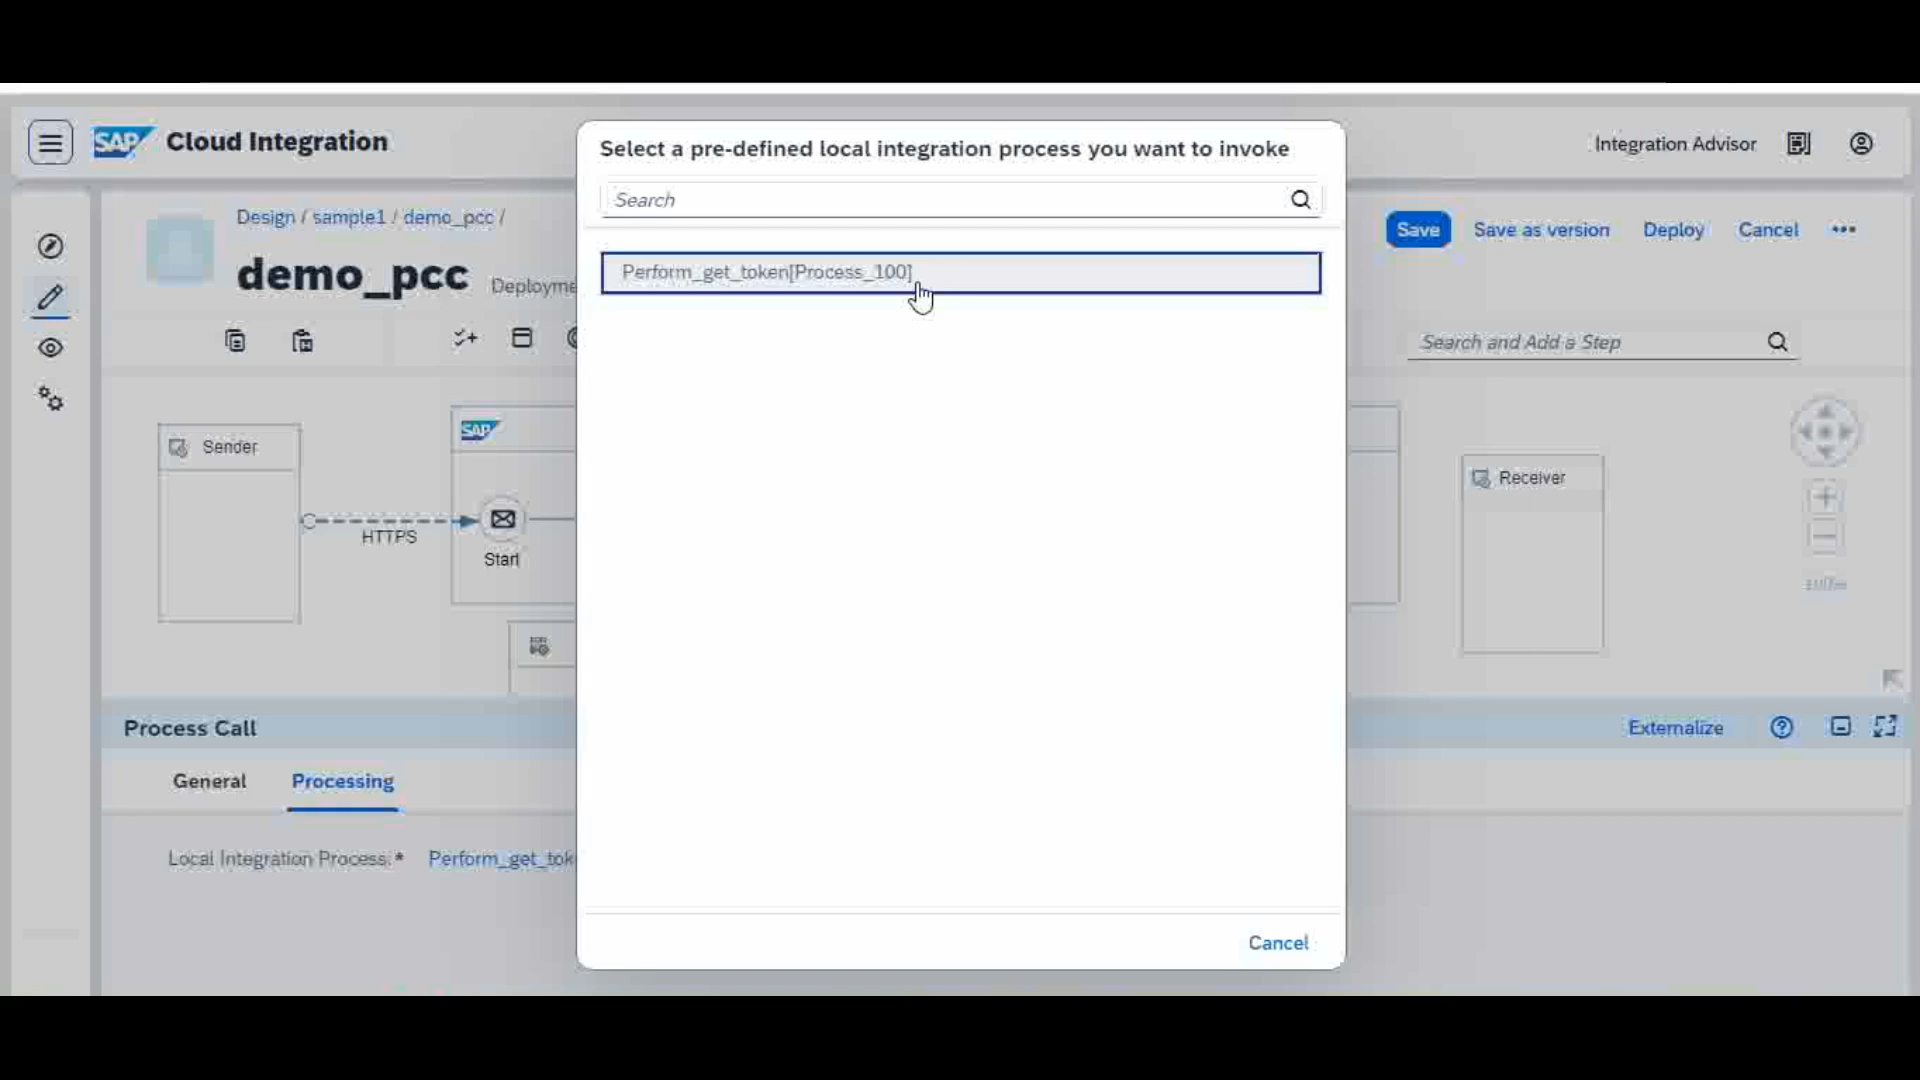 SAP Cloud Integration
Integration Advisor
Select a pre-defined local integration process you want to invoke
Search
Perform_get_token[Process_100]
Cancel
Design / sample1 / demo_pcc /
demo_pcc
Save
Save as version
Deploy
Cancel
Search and Add a Step
Sender
SAP
HTTPS
Start
Receiver
Process Call
Externalize
General
Processing
Local Integration Process:*